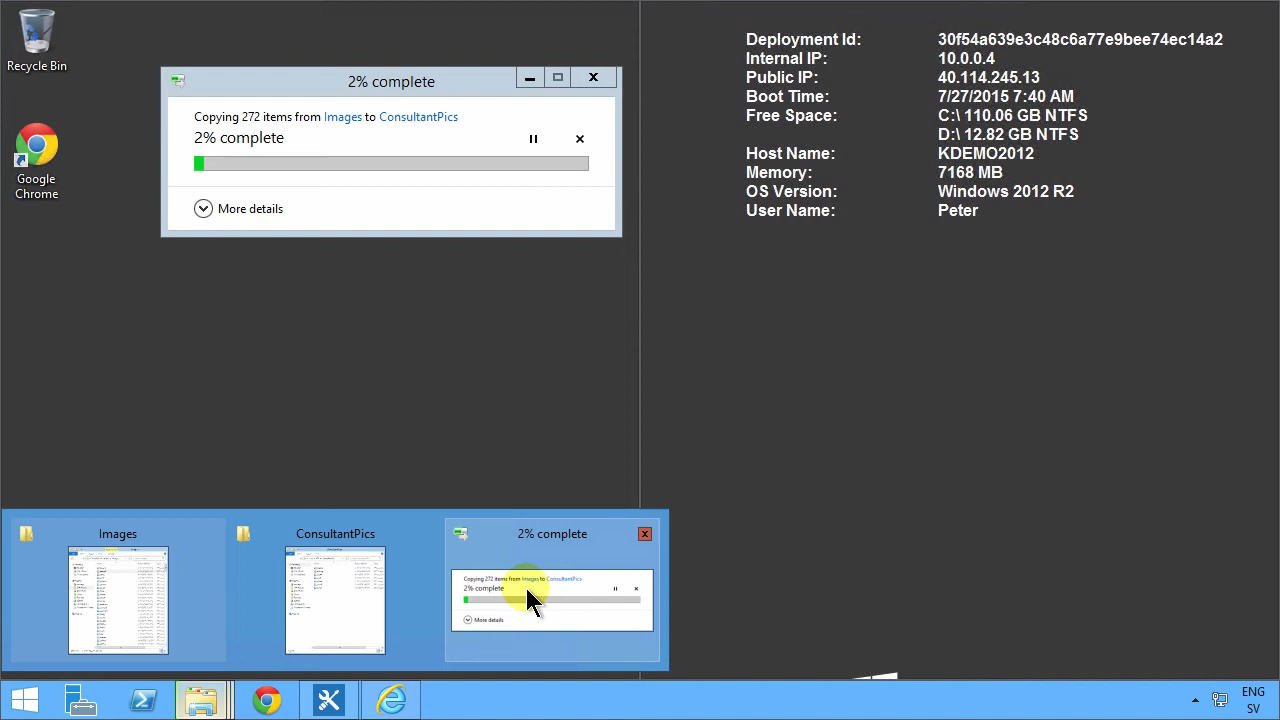 Recycle Bin
Google
Chrome
2% complete
Copying 272 items from Images to ConsultantPics
2% complete
More details
Deployment Id: 30f54a639e3c48c6a77e9bee74ec14a2
Internal IP: 10.0.0.4
Public IP: 40.114.245.13
Boot Time: 7/27/2015 7:40 AM
Free Space: C:\ 110.06 GB NTFS
D:\ 12.82 GB NTFS
Host Name: KDEMO2012
Memory: 7168 MB
OS Version: Windows 2012 R2
User Name: Peter
Images
ConsultantPics
2% complete
Copying 272 items from Images to ConsultantPics
2% complete
More details
ENG
SV